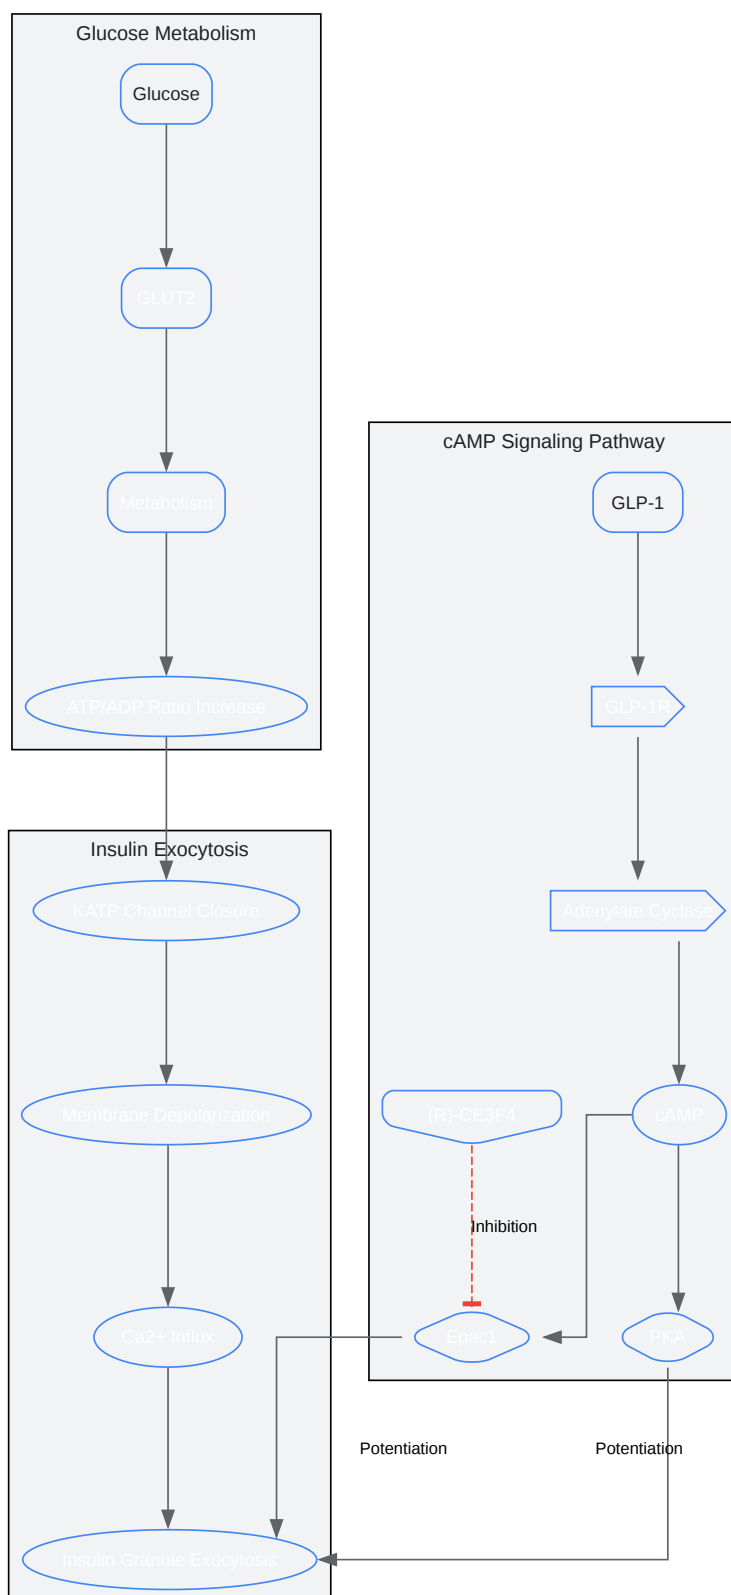 Glucose Metabolism
Glucose
GLUT2
Metabolism
ATP/ADP Ratio Increase
cAMP Signaling Pathway
GLP-1
GLP-1R
Adenylate Cyclase
cAMP
(R)-CE3F4
Inhibition
Epac1
PKA
Potentiation
Potentiation
Insulin Exocytosis
KATP Channel Closure
Membrane Depolarization
Ca2+ Influx
Insulin Granule Exocytosis